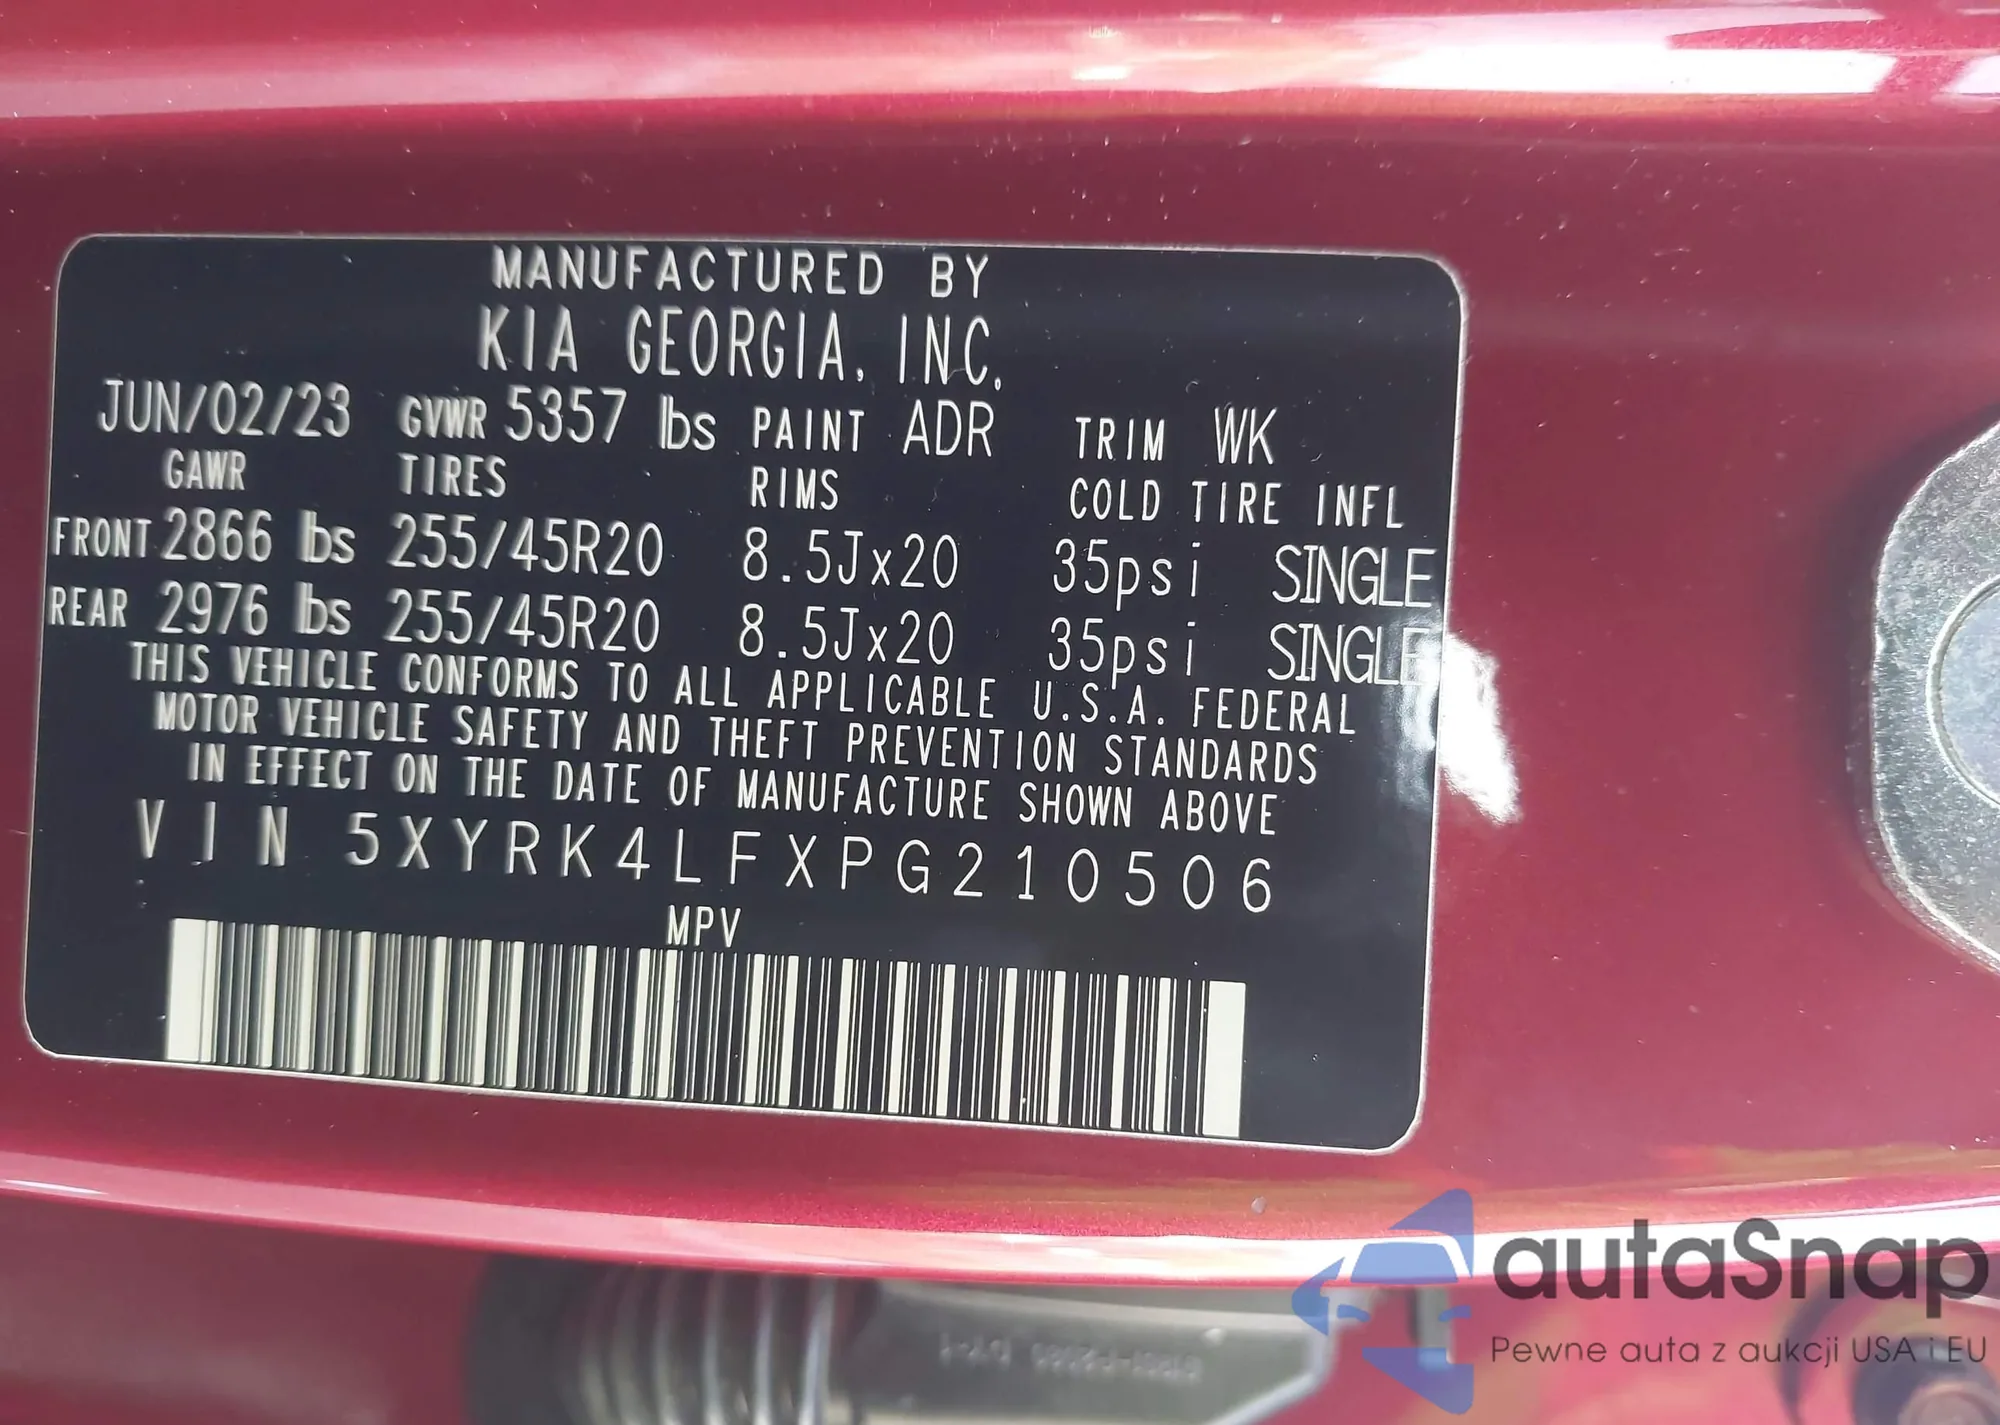 MANUFACTURED BY
KIA GEORGIA, INC.
JUN/02/23 GVWR 5357 lbs PAINT ADR TRIM WK
GAWR TIRES RIMS COLD TIRE INFL
FRONT 2866 lbs 255/45R20 8.5Jx20 35psi SINGLE
REAR 2976 lbs 255/45R20 8.5Jx20 35psi SINGLE
THIS VEHICLE CONFORMS TO ALL APPLICABLE U.S.A. FEDERAL
MOTOR VEHICLE SAFETY AND THEFT PREVENTION STANDARDS
IN EFFECT ON THE DATE OF MANUFACTURE SHOWN ABOVE
VIN 5XYRK4LFXPG210506
MPV
autaSnap
Pewne auta z aukcji USA i EU